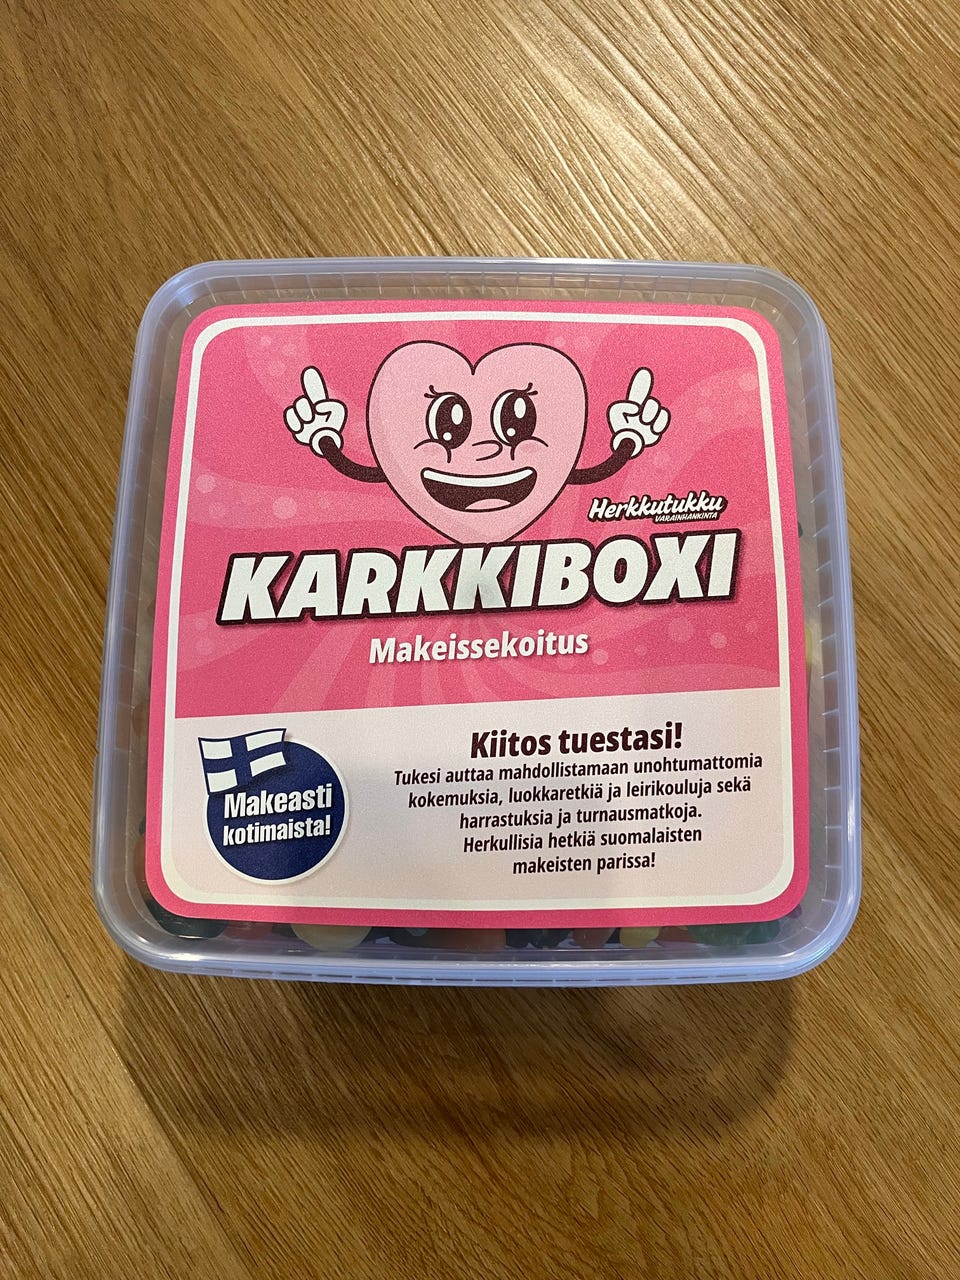 Herkkutukku
VARAINHANKINTA
KARKKIBOXI
Makeissekoitus
Makeasti
kotimaista!
Kiitos tuestasi!
Tukesi auttaa mahdollistamaan unohtumattomia
kokemuksia, luokkaretkiä ja leirikouluja sekä
harrastuksia ja turnausmatkoja.
Herkullisia hetkiä suomalaisten
makeisten parissa!